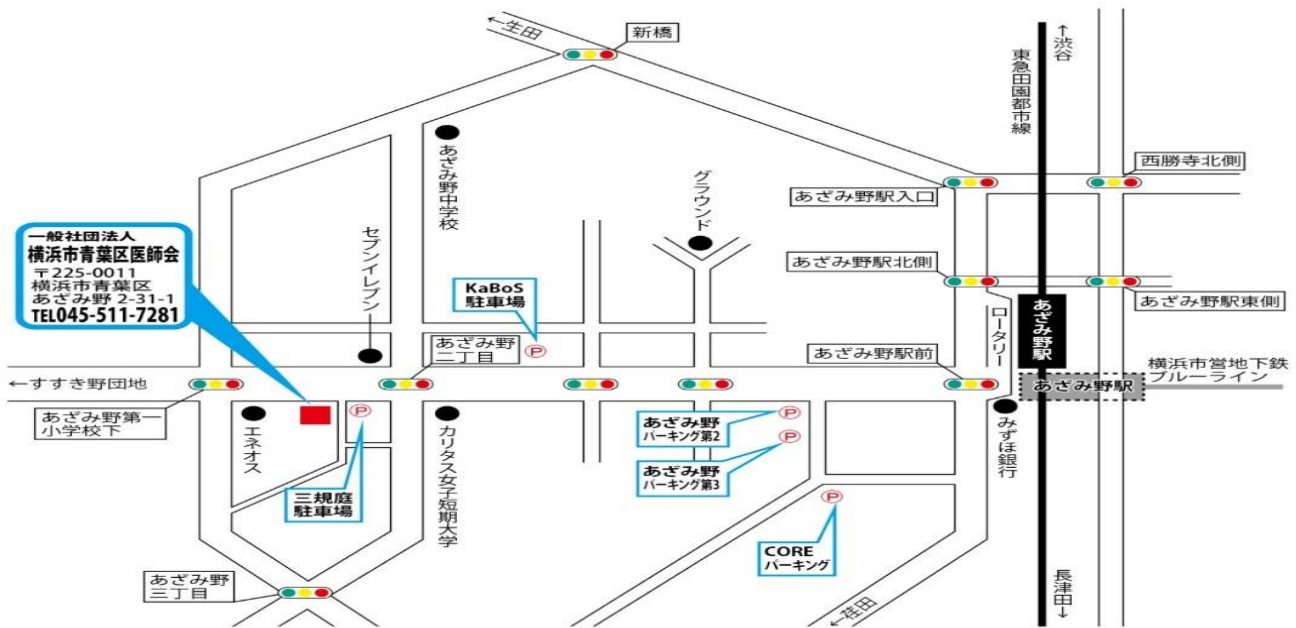 ←生田
新橋
↑渋谷
東急田園都市線
あざみ野中学校
グラウンド
西勝寺北側
あざみ野駅入口
一般社団法人
横浜市青葉区医師会
〒225-0011
横浜市青葉区
あざみ野 2-31-1
TEL045-511-7281
セブンイレブン
KaBoS
駐車場
P
あざみ野駅北側
あざみ野駅東側
ロータリー
あざみ野駅
あざみ野
二丁目
あざみ野駅前
横浜市営地下鉄
ブルーライン
あざみ野駅
←すすき野団地
あざみ野第一
小学校下
エネオス
P
カリタス女子短期大学
あざみ野
パーキング第2
P
あざみ野
パーキング第3
P
みずほ銀行
三規庭
駐車場
P
CORE
パーキング
あざみ野
三丁目
←荏田
長津田↓